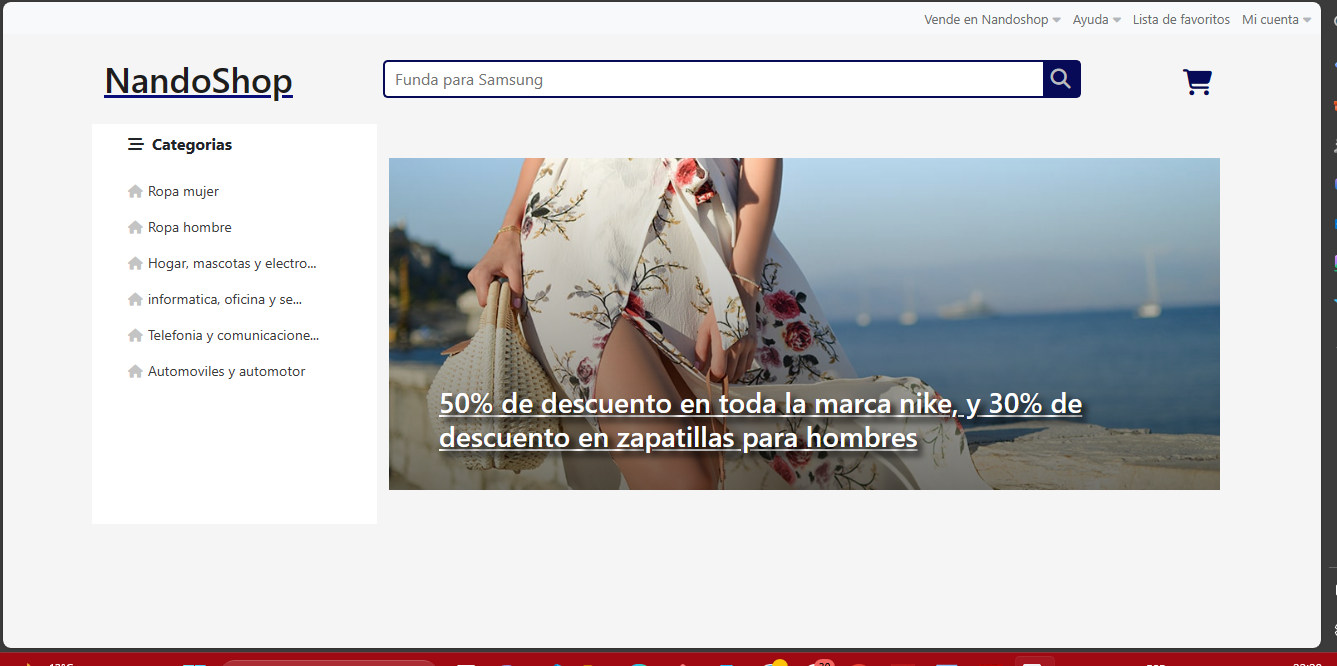 Vende en Nandoshop Ayuda Lista de favoritos Mi cuenta
NandoShop
Funda para Samsung
Categorias
Ropa mujer
Ropa hombre
Hogar, mascotas y electro...
informatica, oficina y se...
Telefonia y comunicacione...
Automoviles y automotor
50% de descuento en toda la marca nike, y 30% de
descuento en zapatillas para hombres